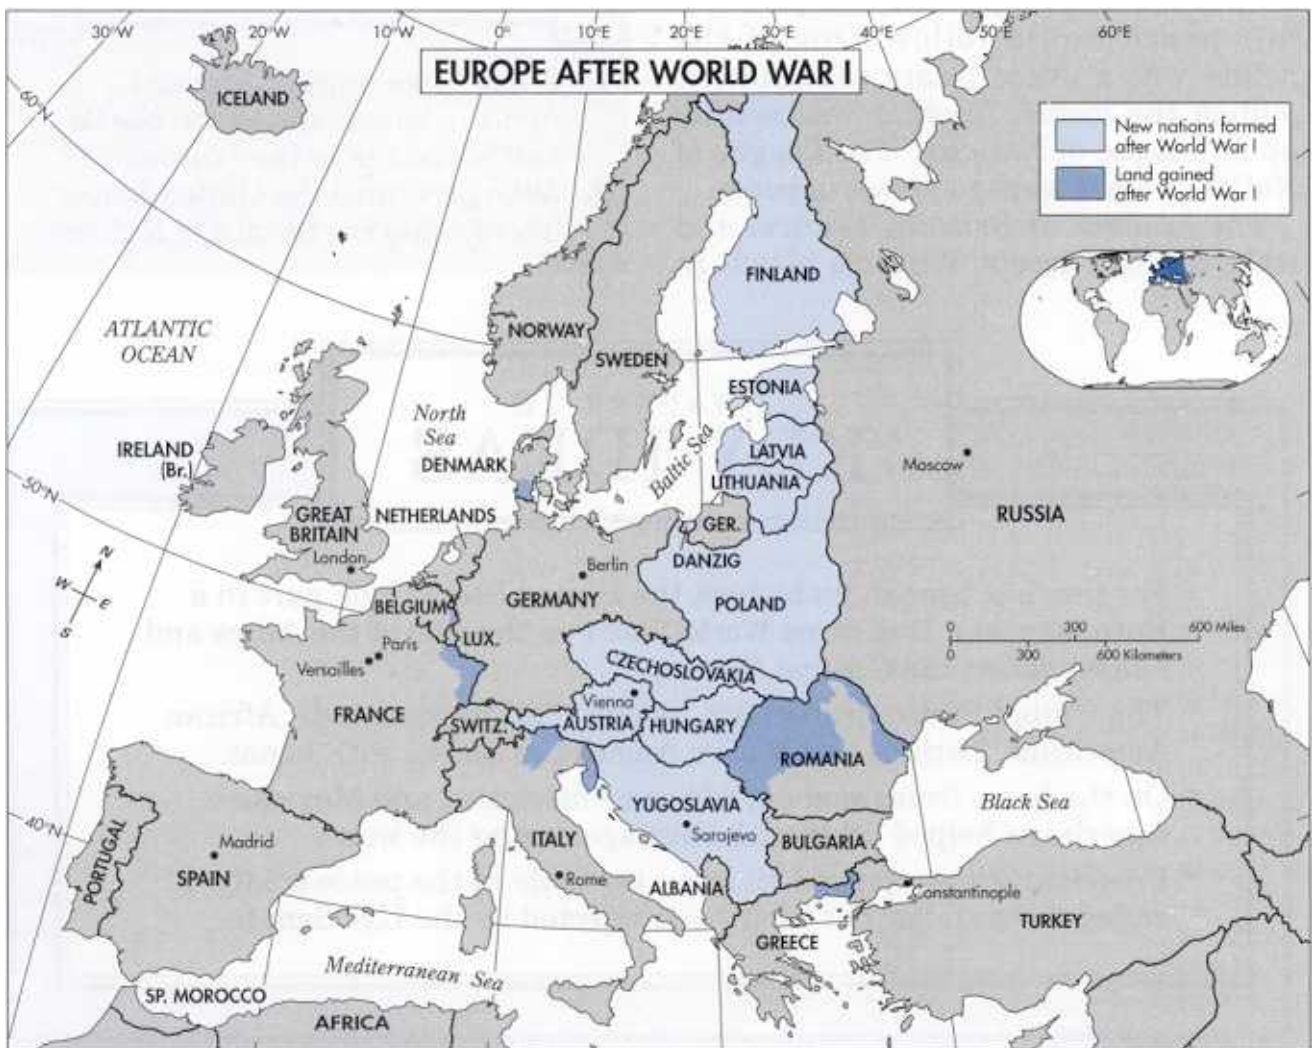 30°W
20°W
10°W
0°
10°E
20°E
30°E
40°E
50°E
60°E
EUROPE AFTER WORLD WAR I
60°N
ICELAND
New nations formed
after World War I
Land gained
after World War I
FINLAND
ATLANTIC
OCEAN
NORWAY
SWEDEN
ESTONIA
North
Sea
Baltic Sea
IRELAND
(Br.)
DENMARK
LATVIA
Moscow
LITHUANIA
50°N
GREAT
BRITAIN
NETHERLANDS
GER.
RUSSIA
London
N
W
E
S
Berlin
DANZIG
BELGIUM
GERMANY
POLAND
0
300
600 Miles
0
300
600 Kilometers
Paris
LUX.
Versailles
CZECHOSLOVAKIA
Vienna
FRANCE
SWITZ.
AUSTRIA
HUNGARY
ROMANIA
YUGOSLAVIA
Black Sea
40°N
PORTUGAL
Madrid
SPAIN
ITALY
Sarajevo
BULGARIA
Rome
ALBANIA
Constantinople
TURKEY
GREECE
Mediterranean Sea
SP. MOROCCO
AFRICA